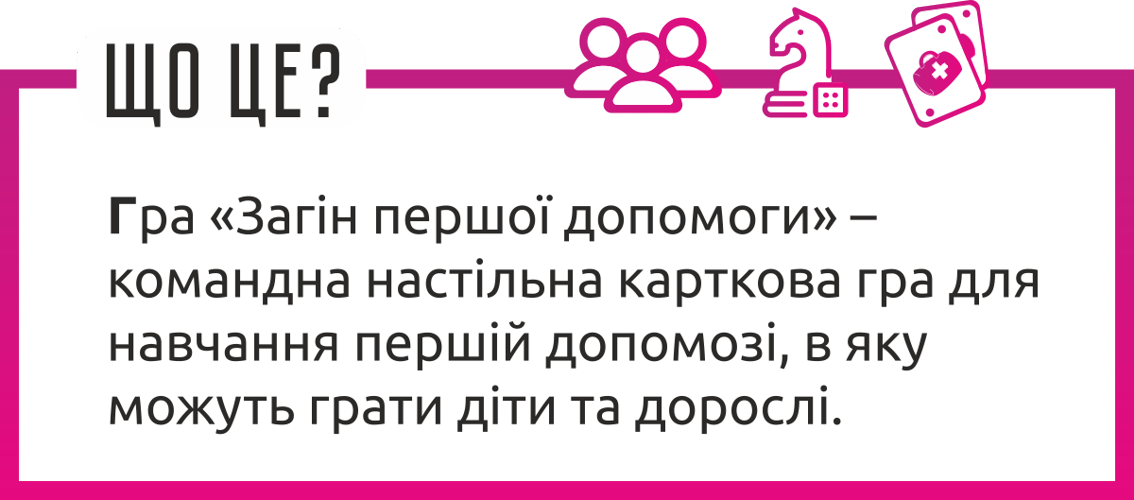 ЩО ЦЕ?
Гра «Загін першої допомоги» –
командна настільна карткова гра для
навчання першій допомозі, в яку
можуть грати діти та дорослі.